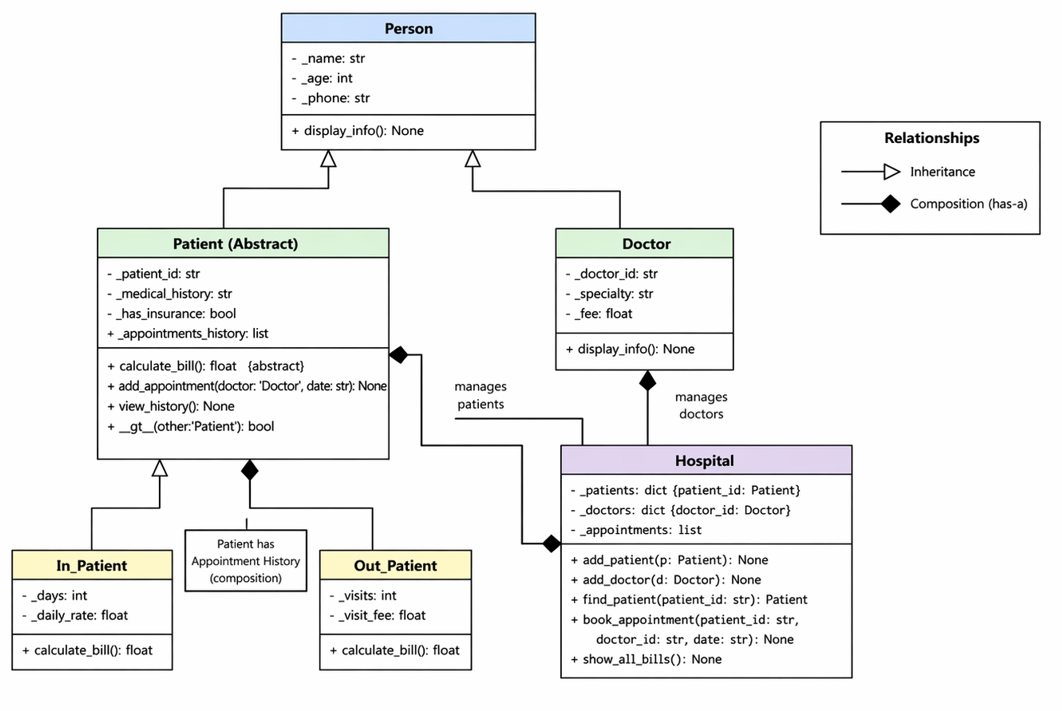 Person
- _name: str
- _age: int
- _phone: str
+ display_info(): None
Relationships
Inheritance
Composition (has-a)
Patient (Abstract)
- _patient_id: str
- _medical_history: str
- _has_insurance: bool
+ _appointments_history: list
+ calculate_bill(): float {abstract}
+ add_appointment(doctor: 'Doctor', date: str): None
+ view_history(): None
+ __gt__(other:'Patient'): bool
Doctor
- _doctor_id: str
- _specialty: str
- _fee: float
+ display_info(): None
manages
patients
manages
doctors
Hospital
- _patients: dict {patient_id: Patient}
- _doctors: dict {doctor_id: Doctor}
- _appointments: list
+ add_patient(p: Patient): None
+ add_doctor(d: Doctor): None
+ find_patient(patient_id: str): Patient
+ book_appointment(patient_id: str,
doctor_id: str, date: str): None
+ show_all_bills(): None
In_Patient
- _days: int
- _daily_rate: float
+ calculate_bill(): float
Patient has
Appointment History
(composition)
Out_Patient
- _visits: int
- _visit_fee: float
+ calculate_bill(): float